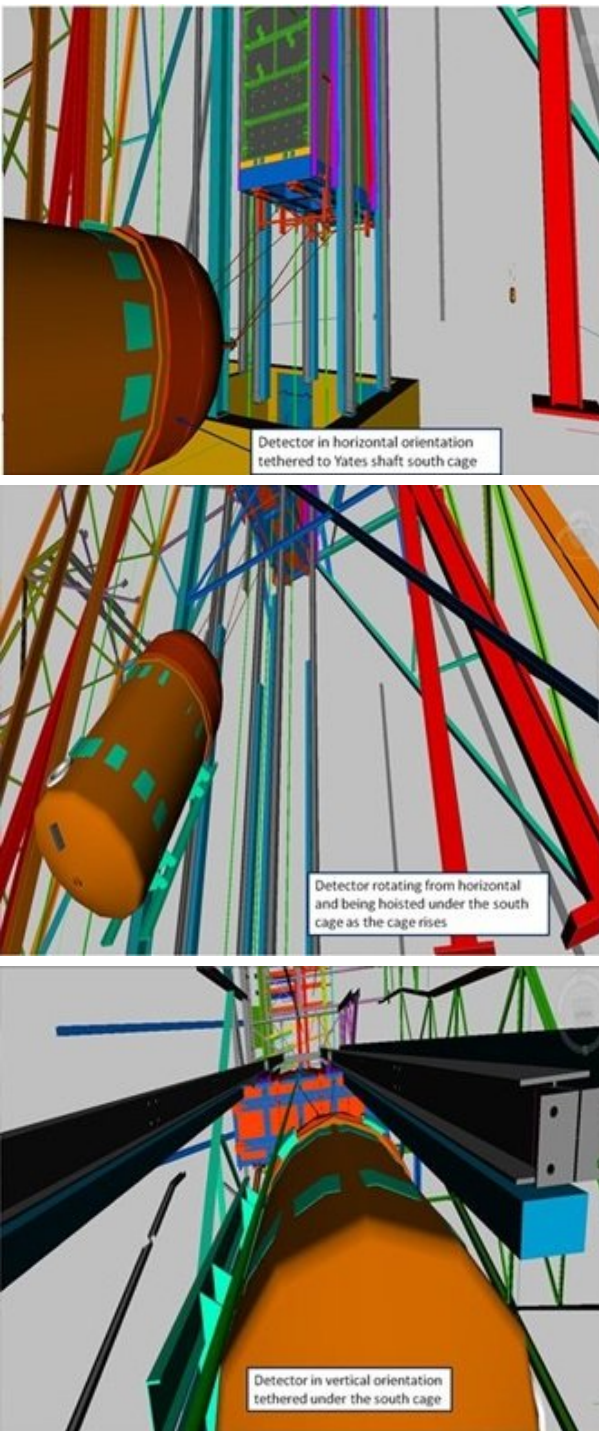 Detector in horizontal orientation
tethered to Yates shaft south cage
Detector rotating from horizontal
and being hoisted under the south
cage as the cage rises
Detector in vertical orientation
tethered under the south cage